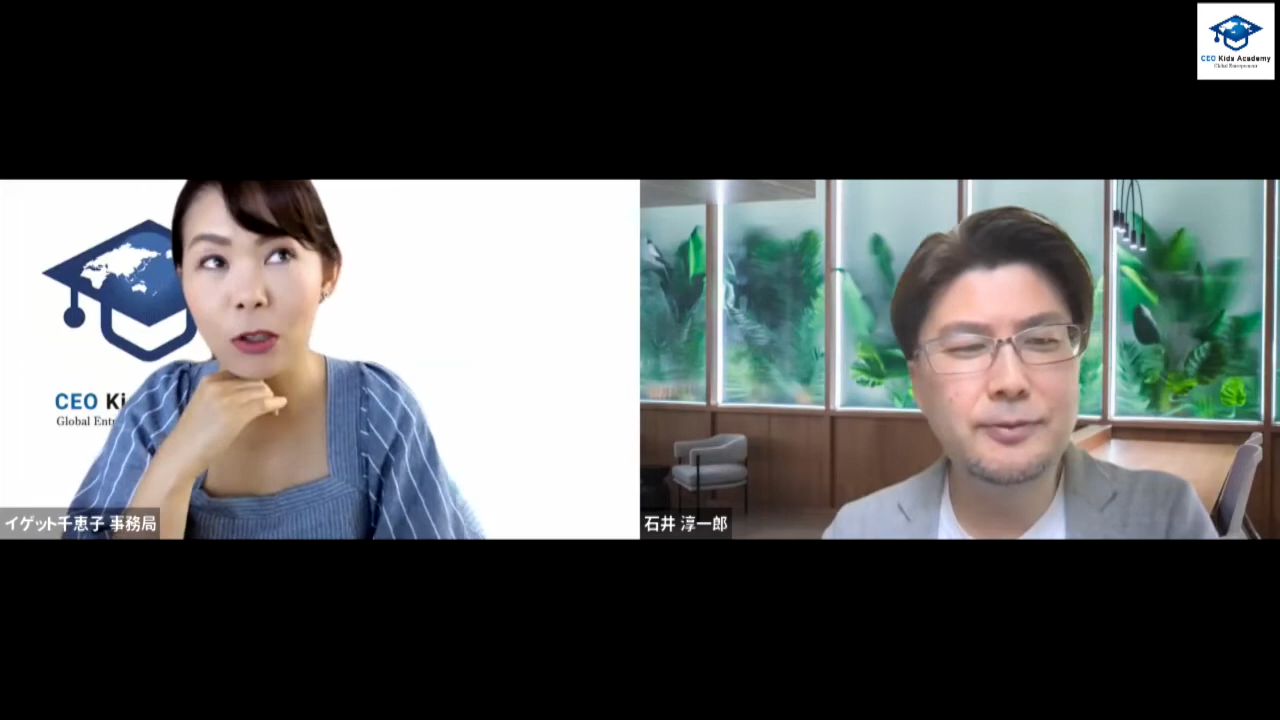 CEO Kids Academy
Global Entrepreneur
CEO Ki
Global Entr
イゲット千恵子 事務局
石井 淳一郎